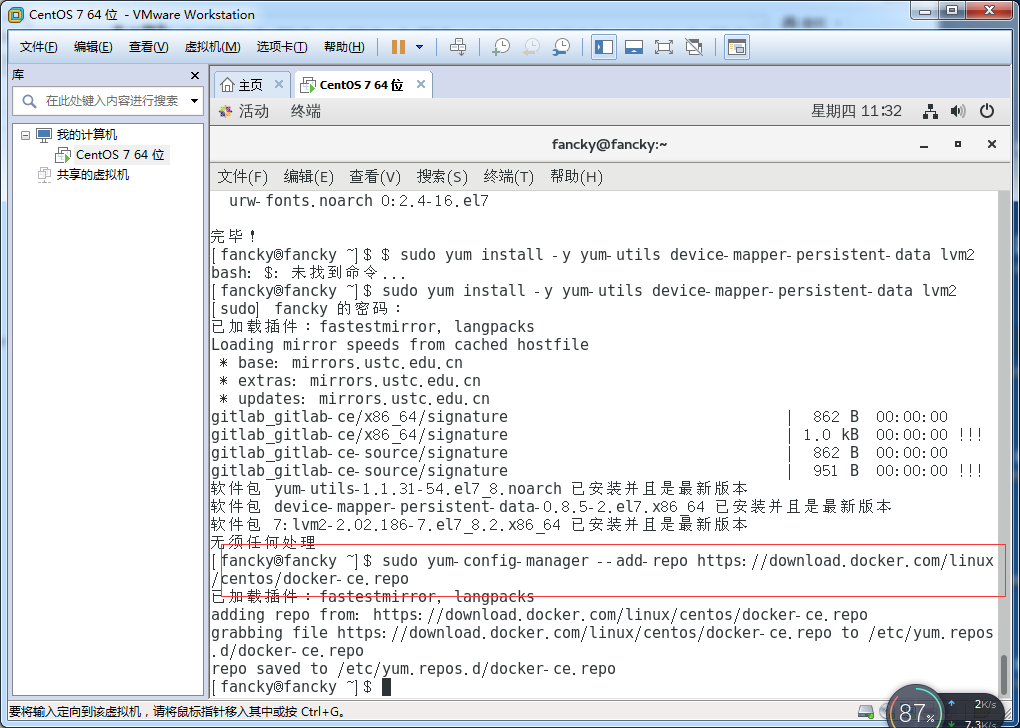 CentOS 7 64 位 - VMware Workstation
文件(F) 编辑(E) 查看(V) 虚拟机(M) 选项卡(T) 帮助(H)
库
在此处键入内容进行搜索
我的计算机
CentOS 7 64 位
共享的虚拟机
主页 CentOS 7 64 位
活动 终端 星期四 11:32
fancky@fancky:~
文件(F) 编辑(E) 查看(V) 搜索(S) 终端(T) 帮助(H)
urw-fonts.noarch 0:2.4-16.el7
完毕！
[fancky@fancky ~]$ $ sudo yum install -y yum-utils device-mapper-persistent-data lvm2
bash: $: 未找到命令...
[fancky@fancky ~]$ sudo yum install -y yum-utils device-mapper-persistent-data lvm2
[sudo] fancky 的密码：
已加载插件：fastestmirror, langpacks
Loading mirror speeds from cached hostfile
* base: mirrors.ustc.edu.cn
* extras: mirrors.ustc.edu.cn
* updates: mirrors.ustc.edu.cn
gitlab_gitlab-ce/x86_64/signature | 862 B 00:00:00
gitlab_gitlab-ce/x86_64/signature | 1.0 kB 00:00:00 !!!
gitlab_gitlab-ce-source/signature | 862 B 00:00:00
gitlab_gitlab-ce-source/signature | 951 B 00:00:00 !!!
软件包 yum-utils-1.1.31-54.el7_8.noarch 已安装并且是最新版本
软件包 device-mapper-persistent-data-0.8.5-2.el7.x86_64 已安装并且是最新版本
软件包 7:lvm2-2.02.186-7.el7_8.2.x86_64 已安装并且是最新版本
无须任何处理
[fancky@fancky ~]$ sudo yum-config-manager --add-repo https://download.docker.com/linux
/centos/docker-ce.repo
已加载插件：fastestmirror, langpacks
adding repo from: https://download.docker.com/linux/centos/docker-ce.repo
grabbing file https://download.docker.com/linux/centos/docker-ce.repo to /etc/yum.repos
.d/docker-ce.repo
repo saved to /etc/yum.repos.d/docker-ce.repo
[fancky@fancky ~]$
要将输入定向到该虚拟机，请将鼠标指针移入其中或按 Ctrl+G。
87%
2K/s
7.3K/s